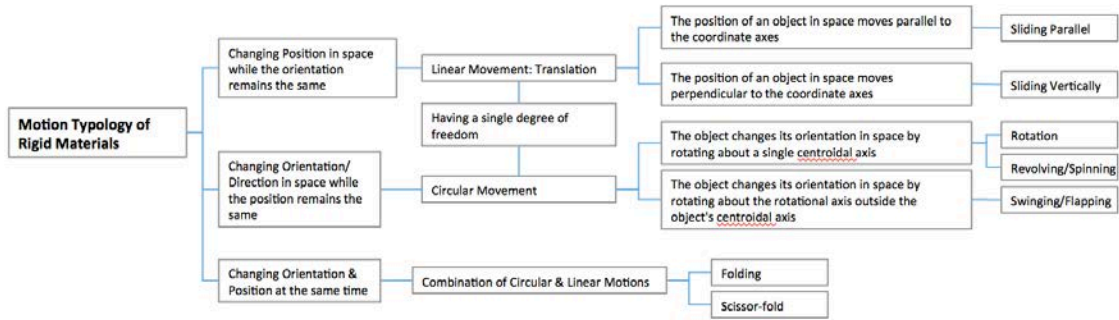 Motion Typology of
Rigid Materials
Changing Position in space
while the orientation
remains the same
Linear Movement: Translation
The position of an object in space moves parallel to
the coordinate axes
Sliding Parallel
The position of an object in space moves
perpendicular to the coordinate axes
Sliding Vertically
Having a single degree of
freedom
Changing Orientation/
Direction in space while
the position remains the
same
Circular Movement
The object changes its orientation in space by
rotating about a single centroidal axis
Rotation
Revolving/Spinning
The object changes its orientation in space by
rotating about the rotational axis outside the
object's centroidal axis
Swinging/Flapping
Changing Orientation &
Position at the same time
Combination of Circular & Linear Motions
Folding
Scissor-fold